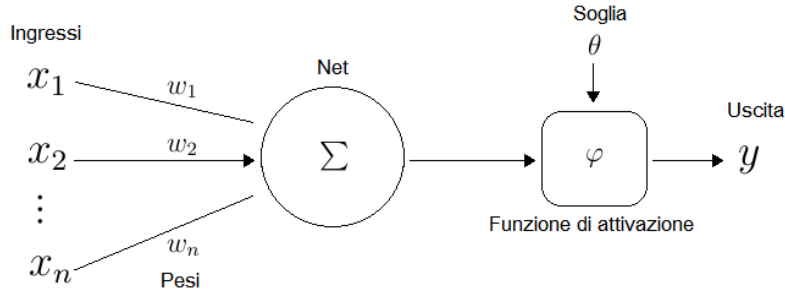 Ingressi
x₁
w₁
x₂
w₂
⋮
xₙ
wₙ
Pesi
Net
Σ
Soglia
θ
φ
Funzione di attivazione
Uscita
y